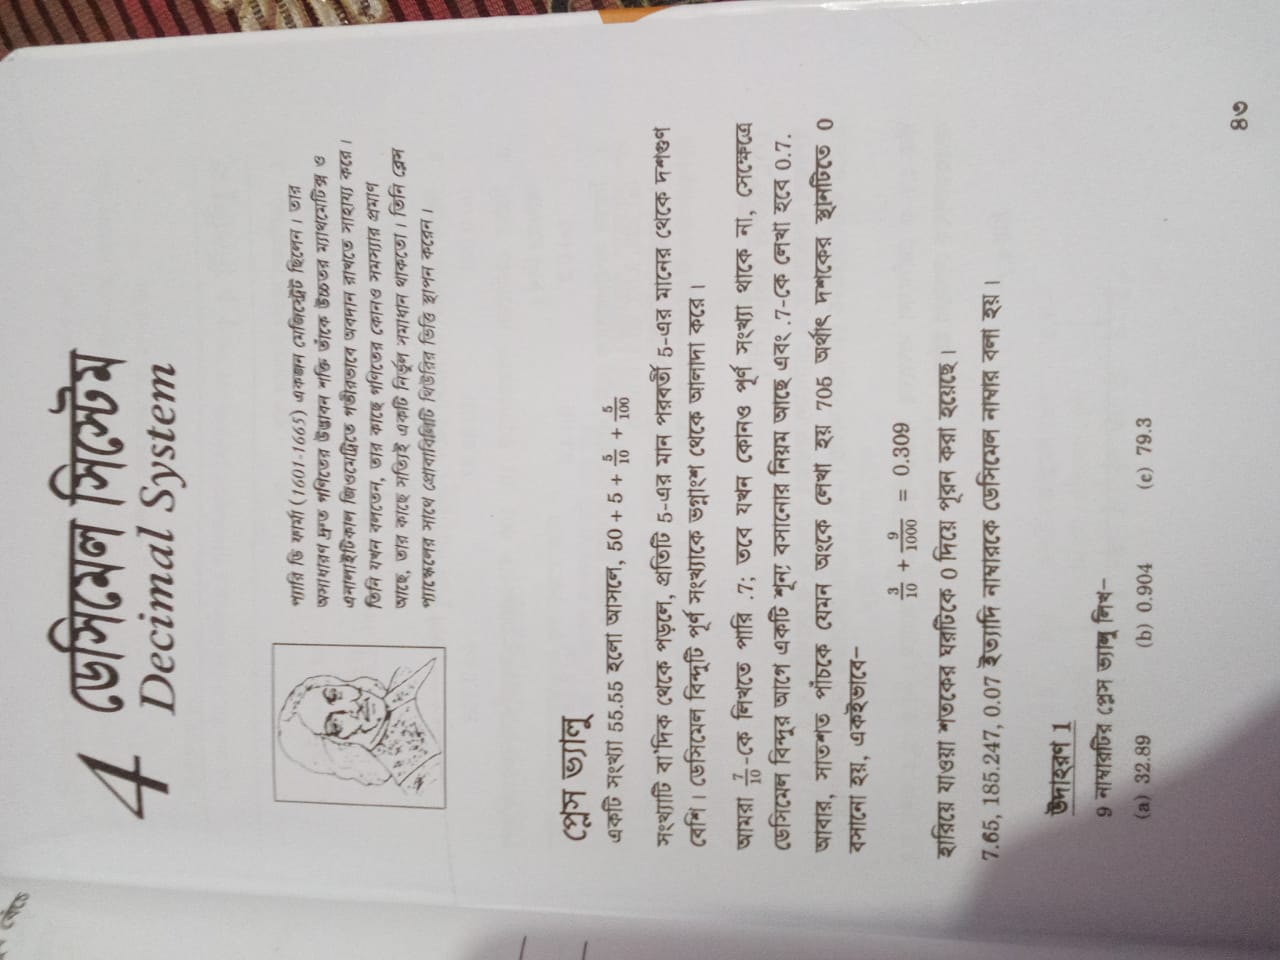 4 ডেসিমেল সিস্টেম
Decimal System
প্যারি ডি ফার্মা (1601-1665) একজন মেজিস্ট্রেট ছিলেন। তার
অসাধারণ দ্রুত গণিতের উদ্ভাবন শক্তি তাঁকে উচ্চতর ম্যাথমেটিক্স ও
এনালাইটিকাল জিওমেট্রিতে গভীরভাবে অবদান রাখতে সাহায্য করে।
তিনি যখন বলতেন, তার কাছে গণিতের কোনও সমস্যার প্রমাণ
আছে, তার কাছে সত্যিই একটি নির্ভুল সমাধান থাকতো। তিনি ব্লেস
প্যাস্কেলের সাথে প্রোবাবিলিটি থিউরির ভিত্তি স্থাপন করেন।
প্লেস ভ্যালু
একটি সংখ্যা 55.55 হলো আসলে, 50 + 5 + 5/10 + 5/100
সংখ্যাটি বা'দিক থেকে পড়লে, প্রতিটি 5-এর মান পরবর্তী 5-এর মানের থেকে দশগুণ
বেশি। ডেসিমেল বিন্দুটি পূর্ণ সংখ্যাকে ভগ্নাংশ থেকে আলাদা করে।
আমরা 7/10-কে লিখতে পারি .7; তবে যখন কোনও পূর্ণ সংখ্যা থাকে না, সেক্ষেত্রে
ডেসিমেল বিন্দুর আগে একটি শূন্য বসানোর নিয়ম আছে এবং .7-কে লেখা হবে 0.7.
আবার, সাতশত পাঁচকে যেমন অংকে লেখা হয় 705 অর্থাৎ দশকের স্থানটিতে 0
বসানো হয়, একইভাবে–
3/10 + 9/1000 = 0.309
হারিয়ে যাওয়া শতকের ঘরটিকে 0 দিয়ে পূরন করা হয়েছে।
7.65, 185.247, 0.07 ইত্যাদি নাম্বারকে ডেসিমেল নাম্বার বলা হয়।
উদাহরণ 1
9 নাম্বারটির প্লেস ভ্যালু লিখ–
(a) 32.89 (b) 0.904 (c) 79.3
৪৩